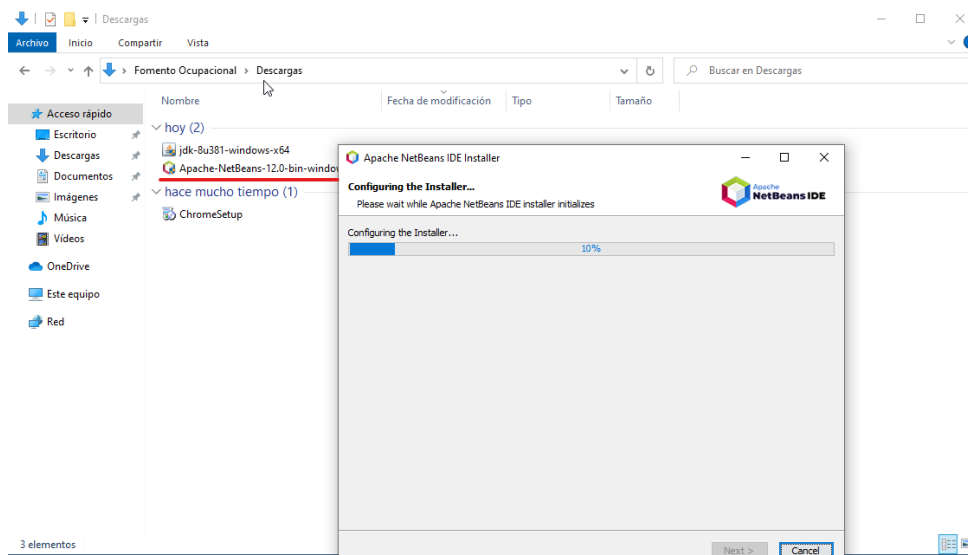 Descargas
Archivo Inicio Compartir Vista
Fomento Ocupacional > Descargas
Buscar en Descargas
Nombre Fecha de modificación Tipo Tamaño
Acceso rápido
Escritorio
Descargas
Documentos
Imágenes
Música
Vídeos
OneDrive
Este equipo
Red
hoy (2)
jdk-8u381-windows-x64
Apache-NetBeans-12.0-bin-window
hace mucho tiempo (1)
ChromeSetup
Apache NetBeans IDE Installer
Configuring the Installer...
Please wait while Apache NetBeans IDE installer initializes
Apache
NetBeans IDE
Configuring the Installer...
10%
Next > Cancel
3 elementos